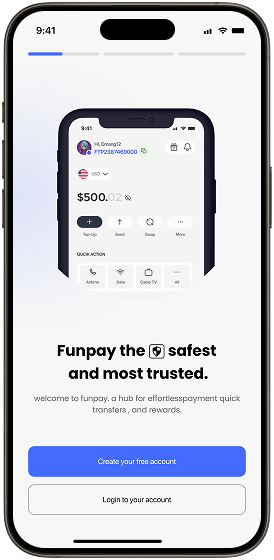 9:41
9:41
Hi, Omang12
FTP2387469000
USD
$500.02
Top-Up
Send
Swap
More
QUICK ACTION
Airtime
Data
Cable TV
All
Funpay the safest
and most trusted.
welcome to funpay. a hub for effortlesspayment quick
transfers , and rewards.
Create your free account
Login to your account